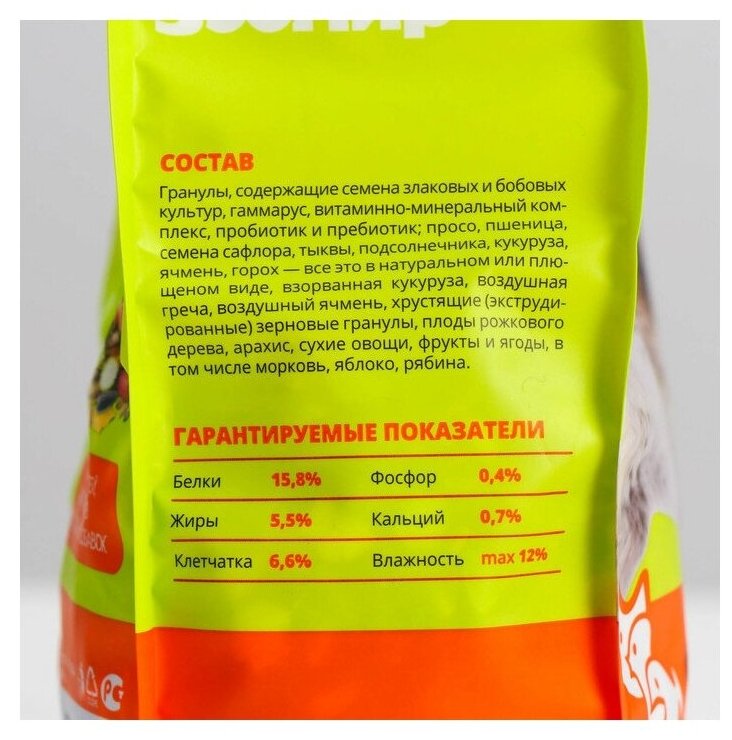 СОСТАВ
Гранулы, содержащие семена злаковых и бобовых
культур, гаммарус, витаминно-минеральный ком-
плекс, пробиотик и пребиотик; просо, пшеница,
семена сафлора, тыквы, подсолнечника, кукуруза,
ячмень, горох — все это в натуральном или плю-
щеном виде, взорванная кукуруза, воздушная
греча, воздушный ячмень, хрустящие (экструди-
рованные) зерновые гранулы, плоды рожкового
дерева, арахис, сухие овощи, фрукты и ягоды, в
том числе морковь, яблоко, рябина.
ГАРАНТИРУЕМЫЕ ПОКАЗАТЕЛИ
Белки 15,8% Фосфор 0,4%
Жиры 5,5% Кальций 0,7%
Клетчатка 6,6% Влажность max 12%